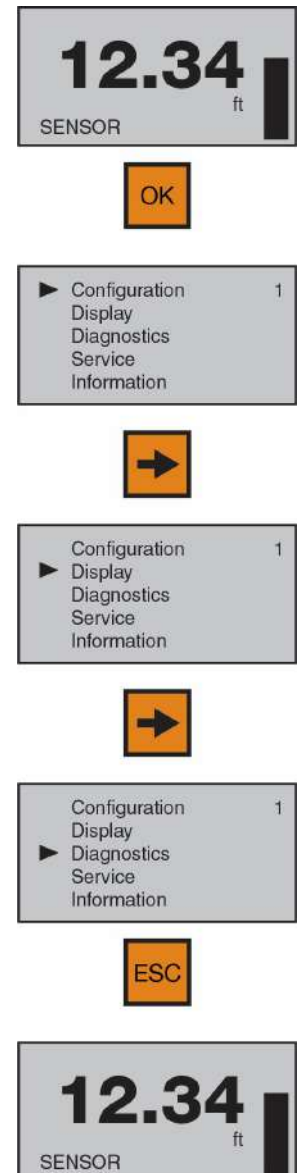 12.34
ft
SENSOR
OK
Configuration 1
Display
Diagnostics
Service
Information
Configuration 1
Display
Diagnostics
Service
Information
Configuration 1
Display
Diagnostics
Service
Information
ESC
12.34
ft
SENSOR